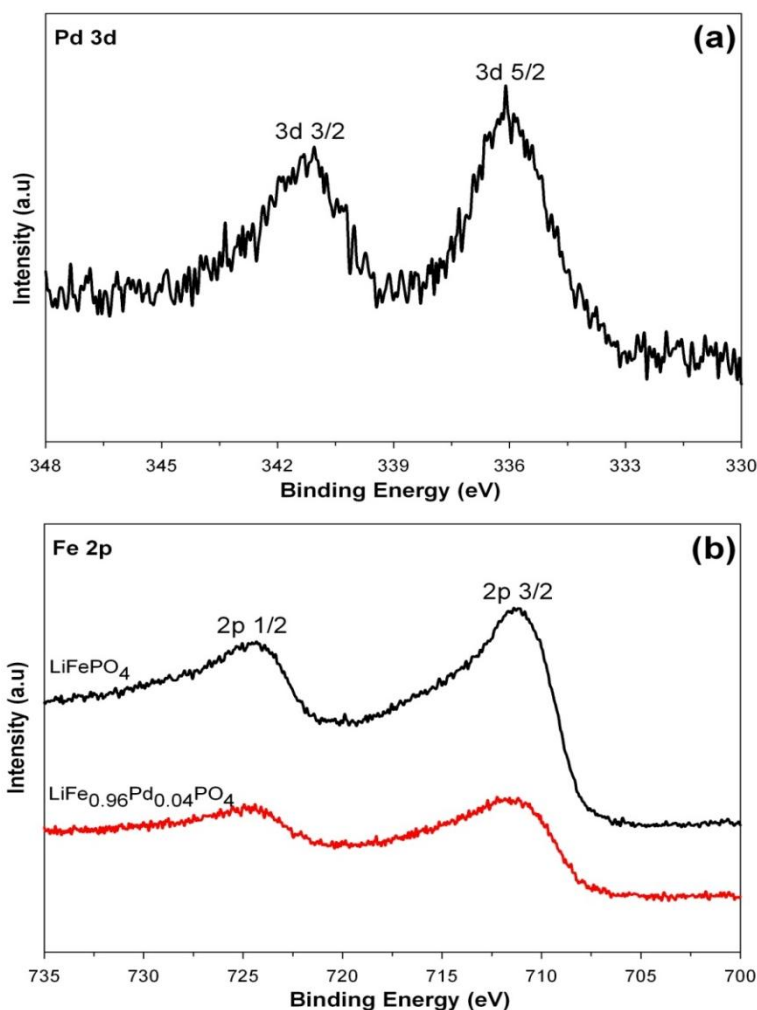 Pd 3d
(a)
3d 5/2
3d 3/2
Intensity (a.u)
348 345 342 339 336 333 330
Binding Energy (eV)
Fe 2p
(b)
2p 3/2
2p 1/2
LiFePO4
LiFe0.96Pd0.04PO4
Intensity (a.u)
735 730 725 720 715 710 705 700
Binding Energy (eV)